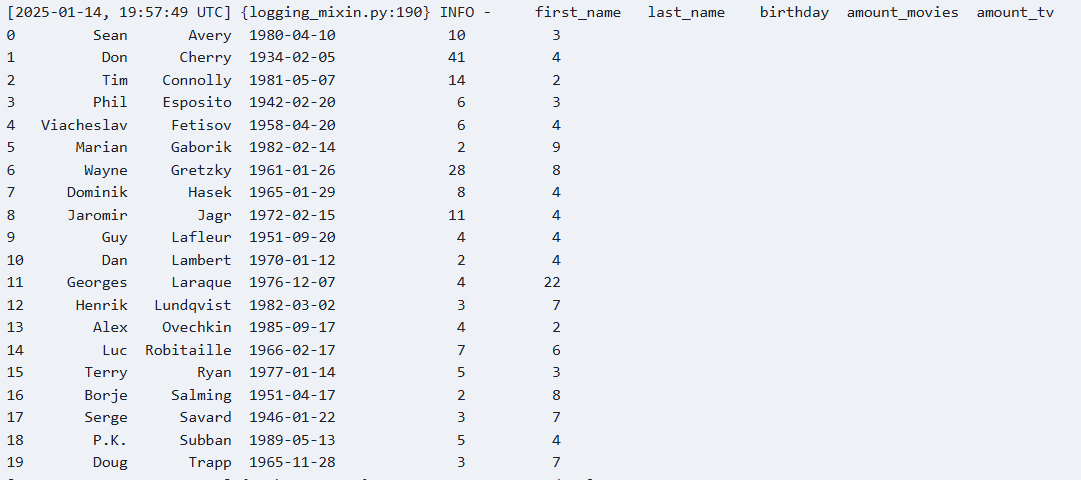 [2025-01-14, 19:57:49 UTC] {logging_mixin.py:190} INFO -     first_name   last_name    birthday  amount_movies  amount_tv
0         Sean       Avery  1980-04-10             10          3
1          Don      Cherry  1934-02-05             41          4
2          Tim    Connolly  1981-05-07             14          2
3         Phil    Esposito  1942-02-20              6          3
4   Viacheslav     Fetisov  1958-04-20              6          4
5       Marian     Gaborik  1982-02-14              2          9
6        Wayne     Gretzky  1961-01-26             28          8
7      Dominik       Hasek  1965-01-29              8          4
8      Jaromir        Jagr  1972-02-15             11          4
9          Guy     Lafleur  1951-09-20              4          4
10         Dan     Lambert  1970-01-12              2          4
11     Georges     Laraque  1976-12-07              4         22
12      Henrik   Lundqvist  1982-03-02              3          7
13        Alex    Ovechkin  1985-09-17              4          2
14         Luc  Robitaille  1966-02-17              7          6
15       Terry        Ryan  1977-01-14              5          3
16       Borje     Salming  1951-04-17              2          8
17       Serge      Savard  1946-01-22              3          7
18        P.K.      Subban  1989-05-13              5          4
19        Doug       Trapp  1965-11-28              3          7